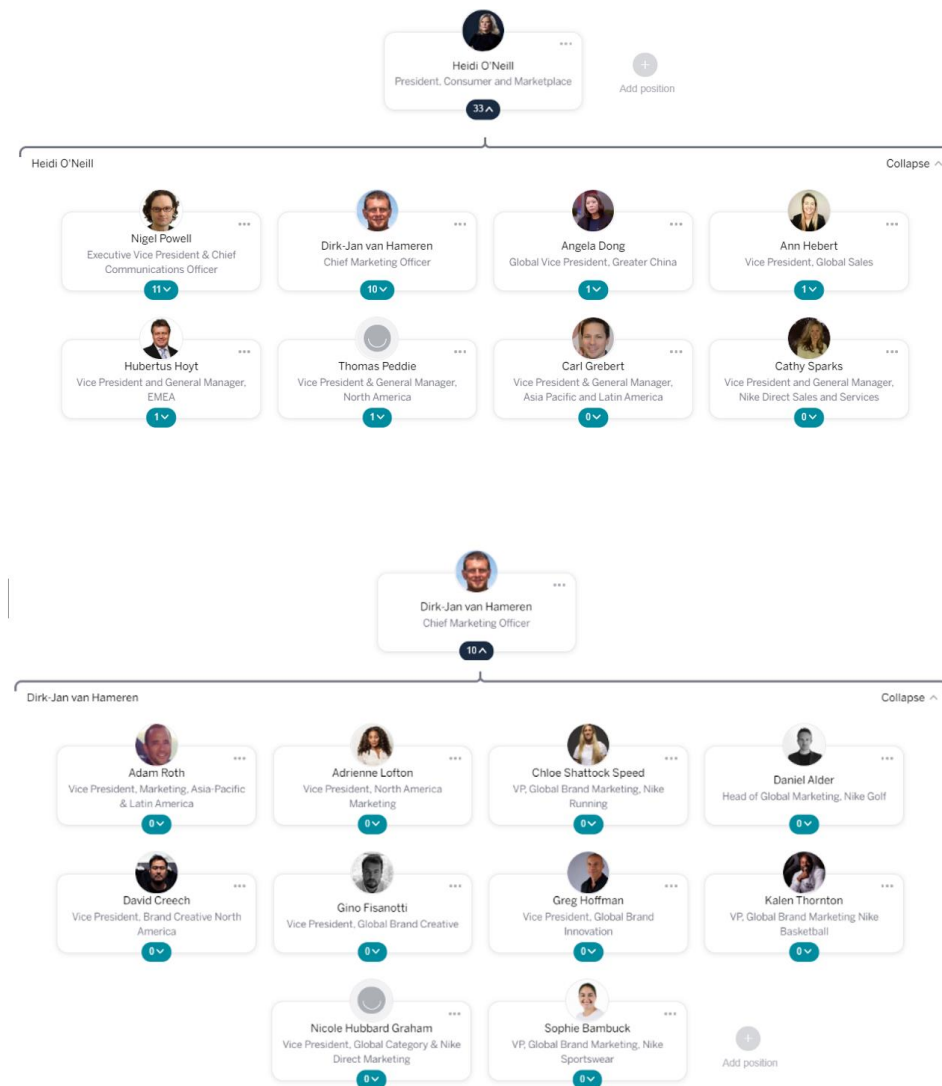 Heidi O'Neill
President, Consumer and Marketplace
33
Add position
Heidi O'Neill
Collapse
Nigel Powell
Executive Vice President & Chief
Communications Officer
11
Dirk-Jan van Hameren
Chief Marketing Officer
10
Angela Dong
Global Vice President, Greater China
1
Ann Hebert
Vice President, Global Sales
1
Hubertus Hoyt
Vice President and General Manager,
EMEA
1
Thomas Peddie
Vice President & General Manager,
North America
1
Carl Grebert
Vice President & General Manager,
Asia Pacific and Latin America
0
Cathy Sparks
Vice President and General Manager,
Nike Direct Sales and Services
0
Dirk-Jan van Hameren
Chief Marketing Officer
10
Dirk-Jan van Hameren
Collapse
Adam Roth
Vice President, Marketing, Asia-Pacific
& Latin America
0
Adrienne Lofton
Vice President, North America
Marketing
0
Chloe Shattock Speed
VP, Global Brand Marketing, Nike
Running
0
Daniel Alder
Head of Global Marketing, Nike Golf
0
David Creech
Vice President, Brand Creative North
America
0
Gino Fisanotti
Vice President, Global Brand Creative
0
Greg Hoffman
Vice President, Global Brand
Innovation
0
Kalen Thornton
VP, Global Brand Marketing Nike
Basketball
0
Nicole Hubbard Graham
Vice President, Global Category & Nike
Direct Marketing
0
Sophie Bambuck
VP, Global Brand Marketing, Nike
Sportswear
0
Add position